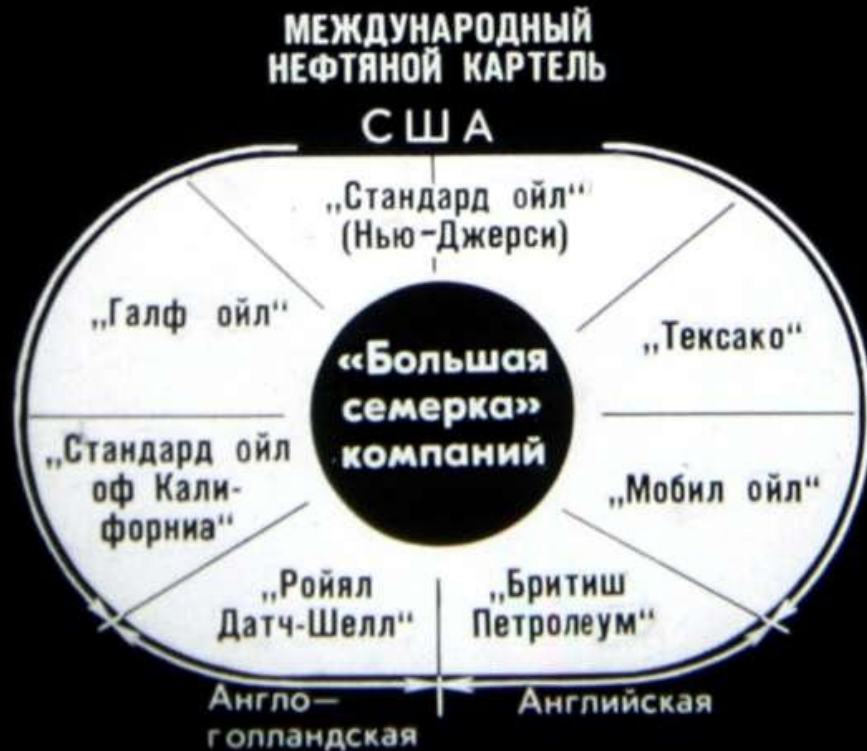 МЕЖДУНАРОДНЫЙ
НЕФТЯНОЙ КАРТЕЛЬ
США
„Стандард ойл“
(Нью-Джерси)
„Галф ойл“
„Тексако“
«Большая
семерка»
компаний
„Стандард ойл
оф Кали-
форниа“
„Мобил ойл“
„Ройял
Датч-Шелл“
„Бритиш
Петролеум“
Англо—
голландская
Английская